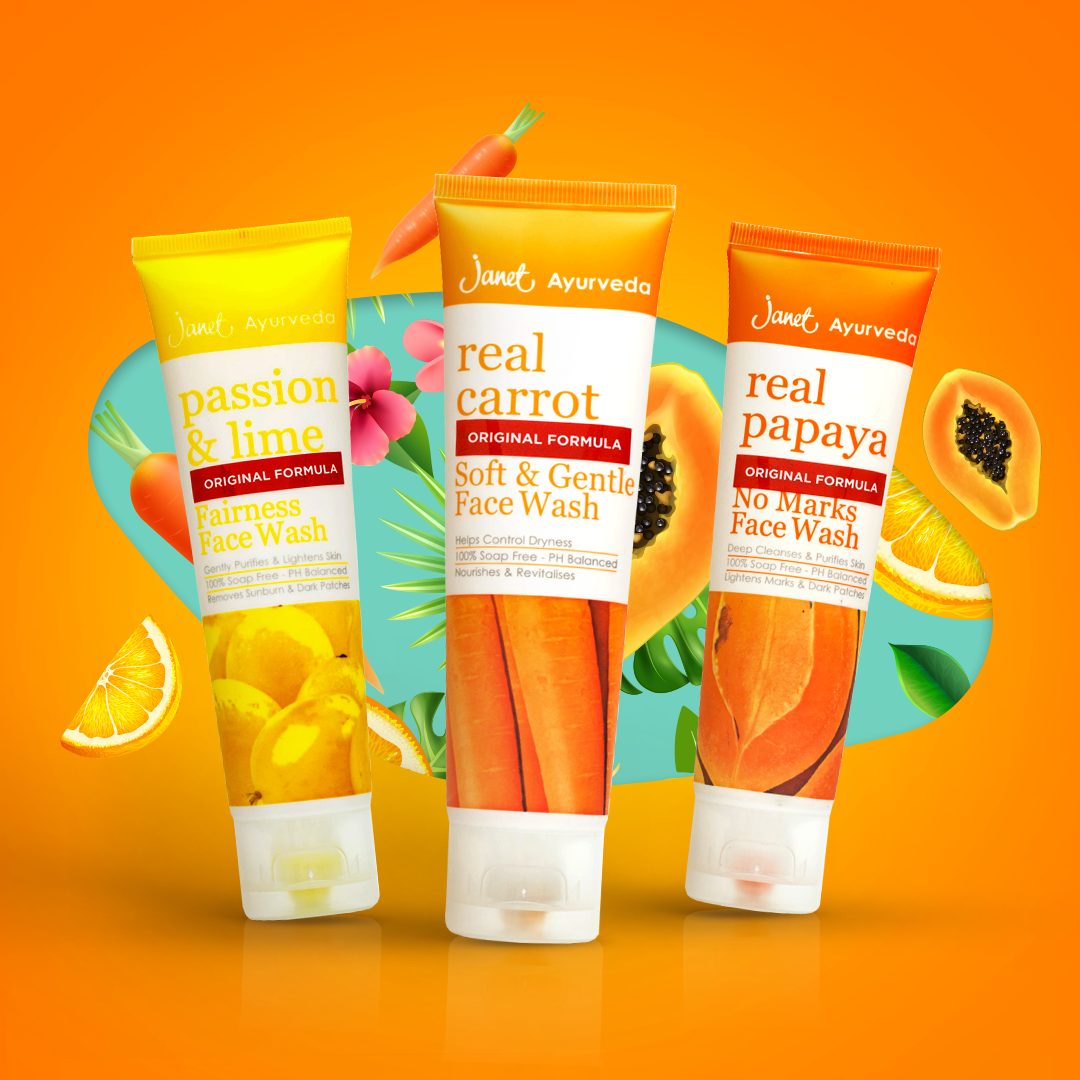 Janet Ayurveda
passion
& lime
ORIGINAL FORMULA
Fairness
Face Wash
Gently Purifies & Lightens Skin
100% Soap Free - PH Balanced
Removes Sunburn & Dark Patches
Janet Ayurveda
real
carrot
ORIGINAL FORMULA
Soft & Gentle
Face Wash
Helps Control Dryness
100% Soap Free - PH Balanced
Nourishes & Revitalises
Janet Ayurveda
real
papaya
ORIGINAL FORMULA
No Marks
Face Wash
Deep Cleanses & Purifies Skin
100% Soap Free - PH Balanced
Lightens Marks & Dark Patches